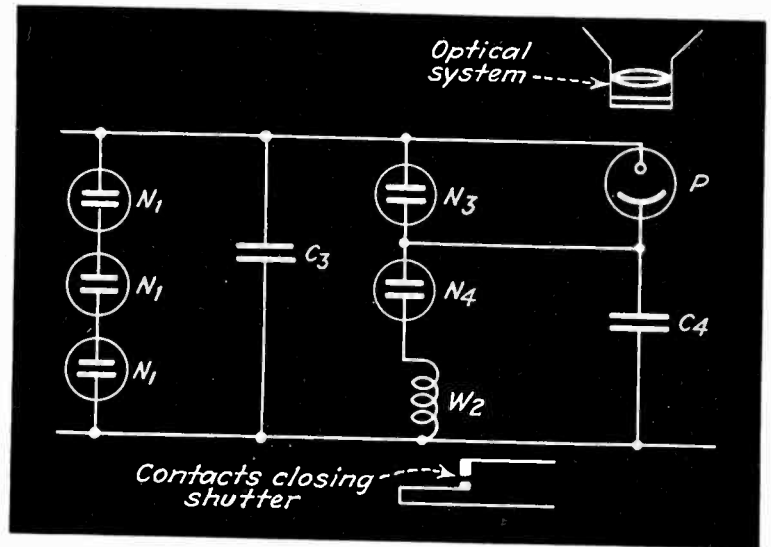 Optical
system
P
N1
N3
C3
N1
N4
C4
N1
W2
Contacts closing
shutter